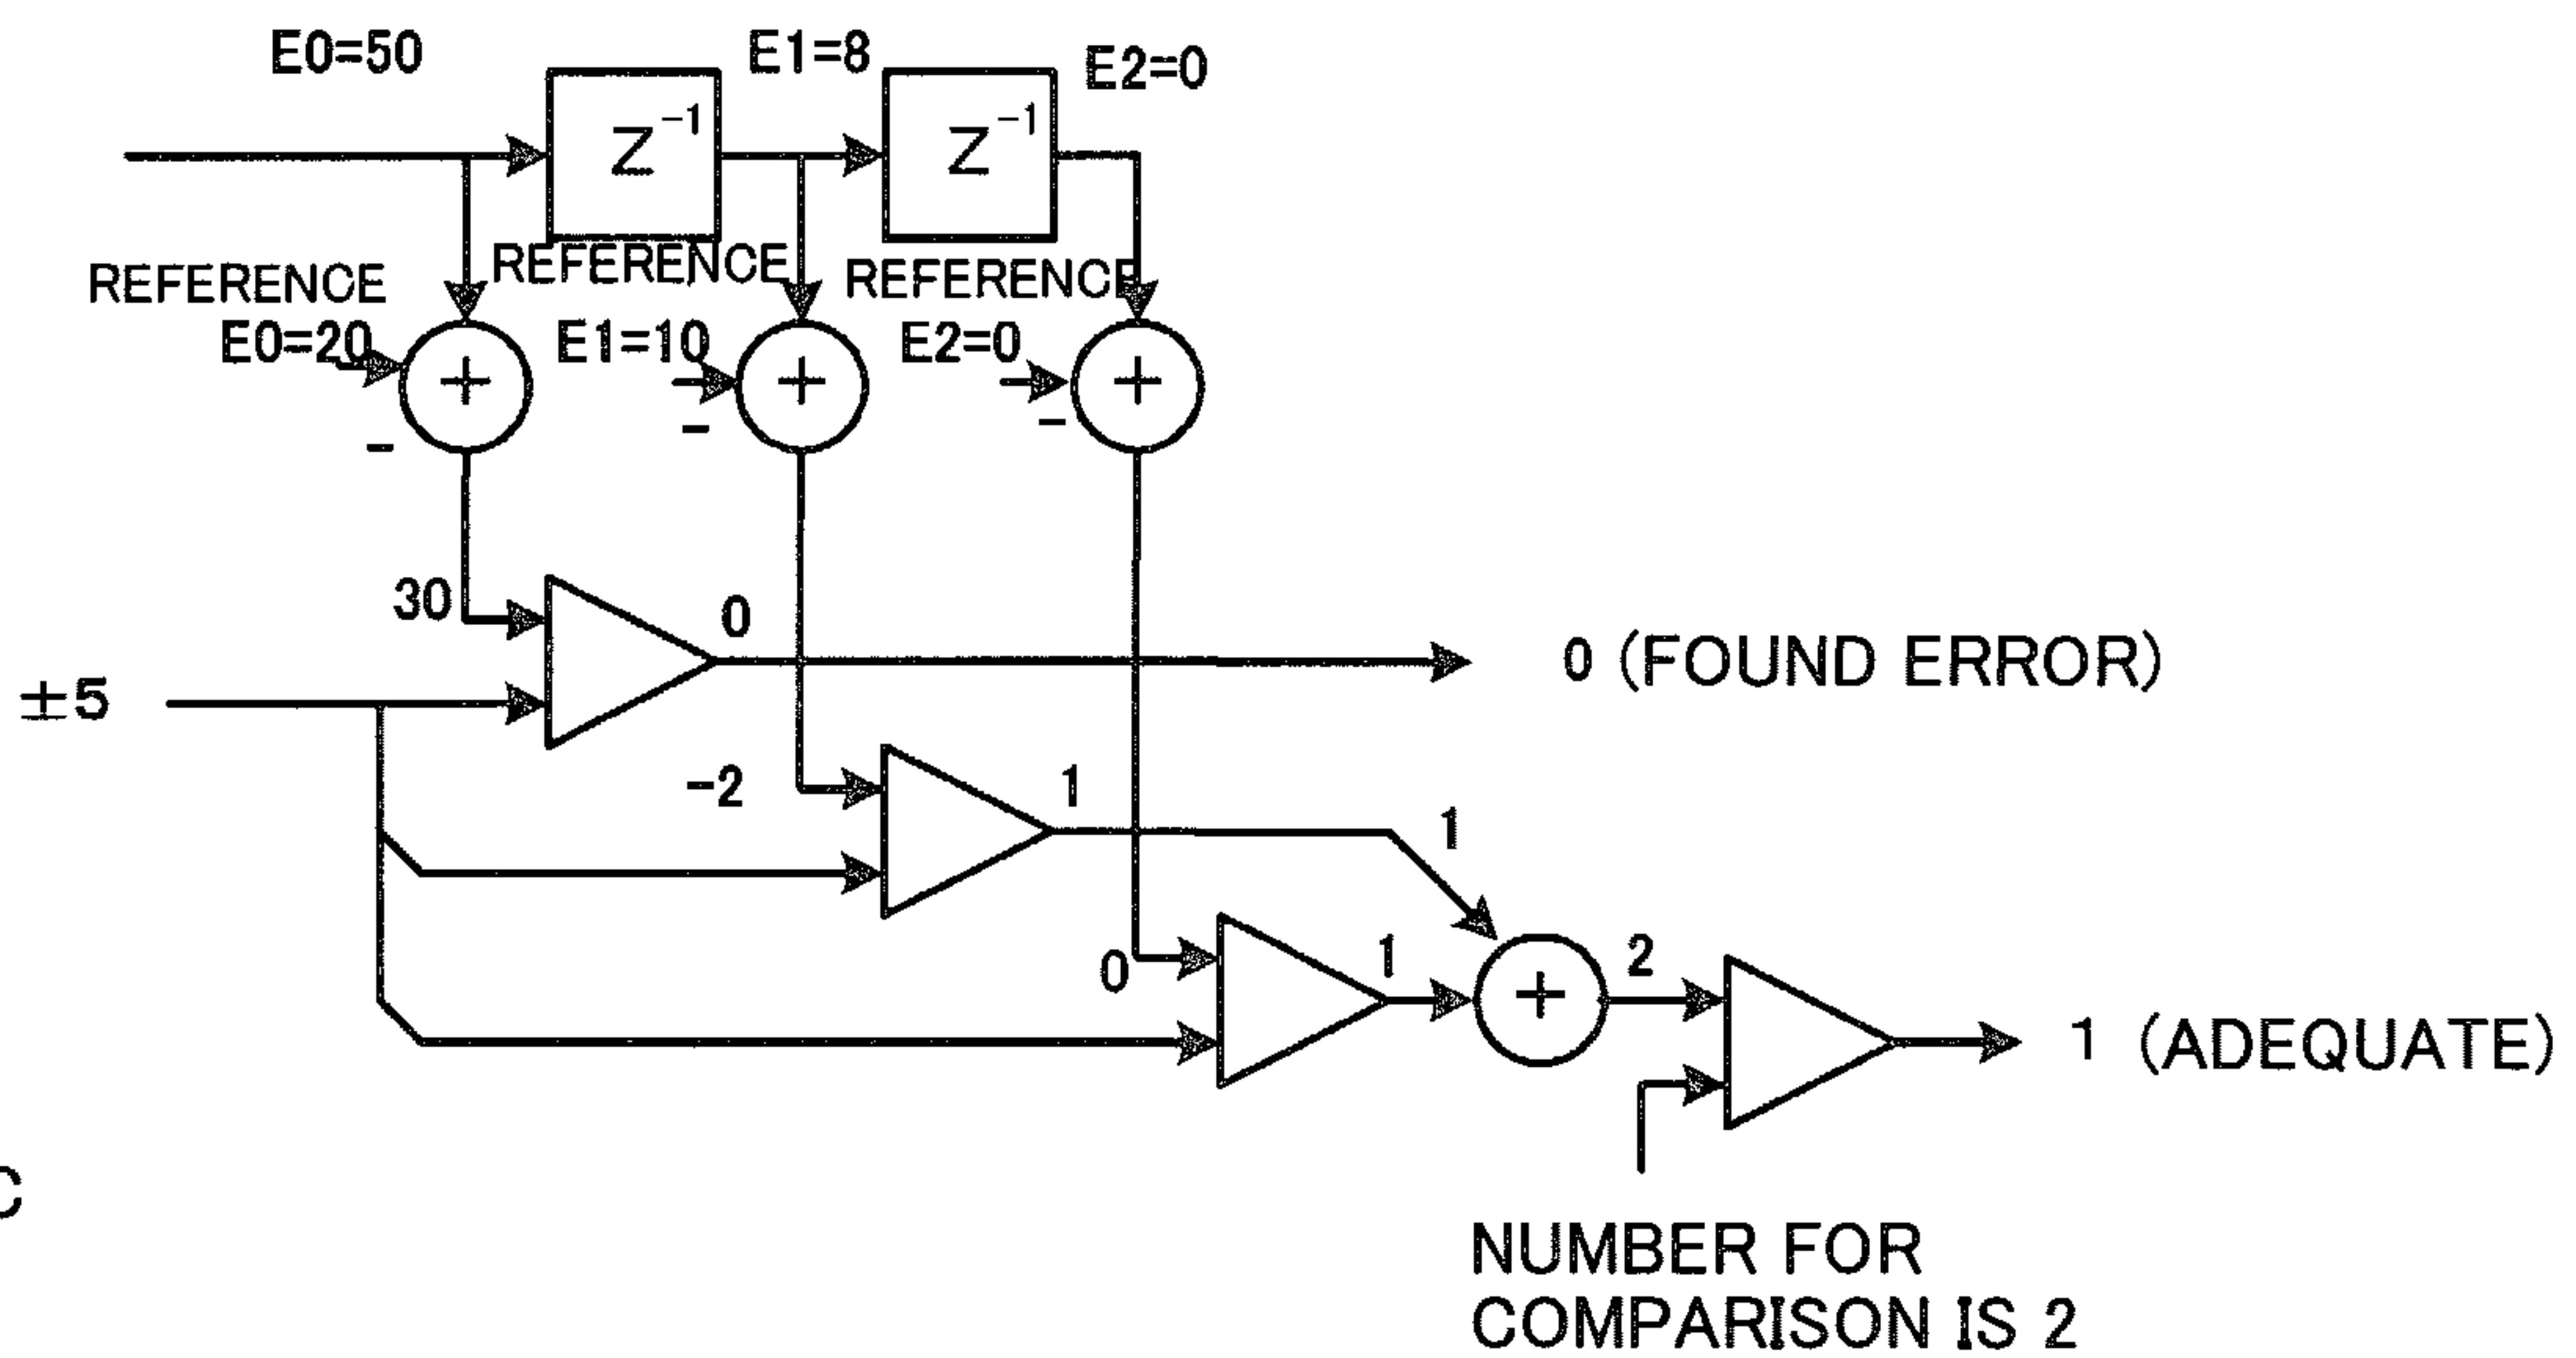 E0=50
E1=8
E2=0
Z⁻¹
Z⁻¹
REFERENCE
E0=20
REFERENCE
E1=10
REFERENCE
E2=0
+
-
+
-
+
-
30
0
0 (FOUND ERROR)
±5
-2
1
1
0
1
+
2
1 (ADEQUATE)
C
NUMBER FOR
COMPARISON IS 2